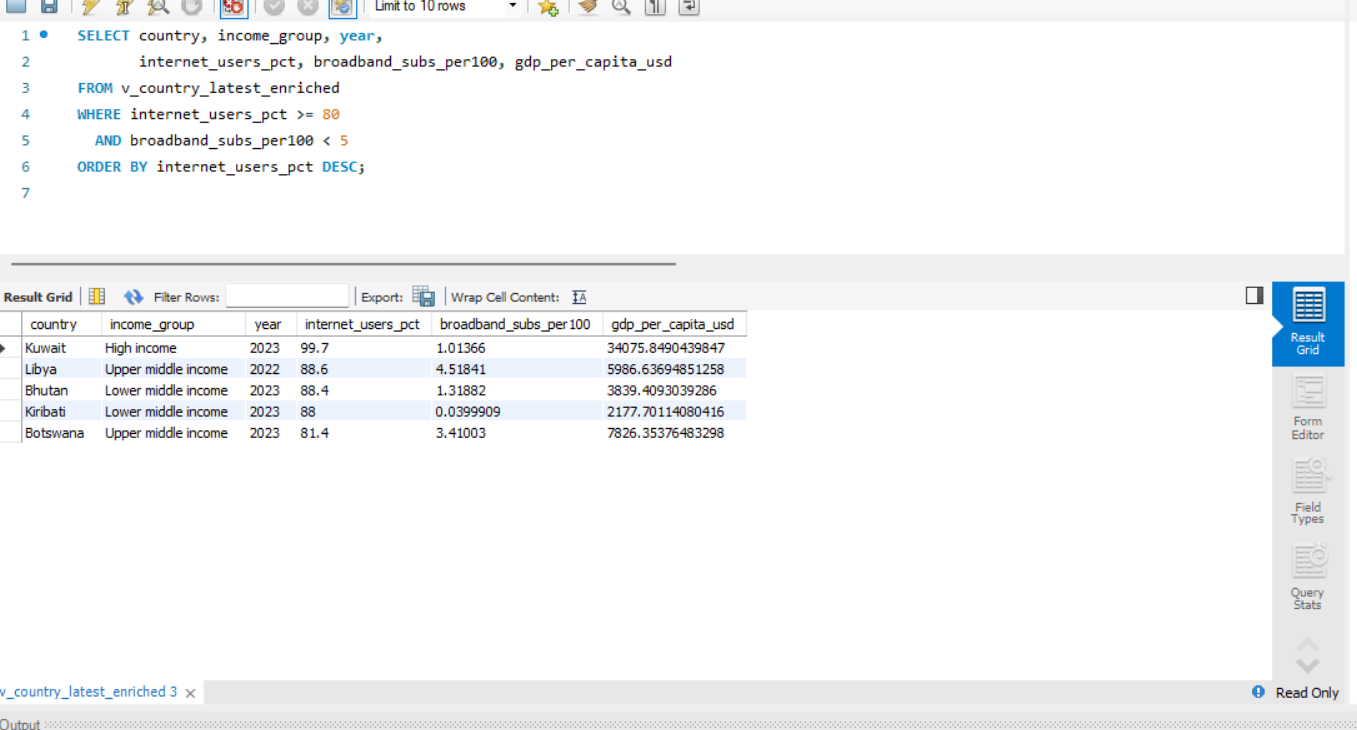 Limit to 10 rows
1 SELECT country, income_group, year,
2 internet_users_pct, broadband_subs_per100, gdp_per_capita_usd
3 FROM v_country_latest_enriched
4 WHERE internet_users_pct >= 80
5 AND broadband_subs_per100 < 5
6 ORDER BY internet_users_pct DESC;
7
Result Grid Filter Rows: Export: Wrap Cell Content: IA
country income_group year internet_users_pct broadband_subs_per100 gdp_per_capita_usd
Kuwait High income 2023 99.7 1.01366 34075.8490439847
Libya Upper middle income 2022 88.6 4.51841 5986.63694851258
Bhutan Lower middle income 2023 88.4 1.31882 3839.4093039286
Kiribati Lower middle income 2023 88 0.0399909 2177.70114080416
Botswana Upper middle income 2023 81.4 3.41003 7826.35376483298
Result
Grid
Form
Editor
Field
Types
Query
Stats
v_country_latest_enriched 3
Read Only
Output